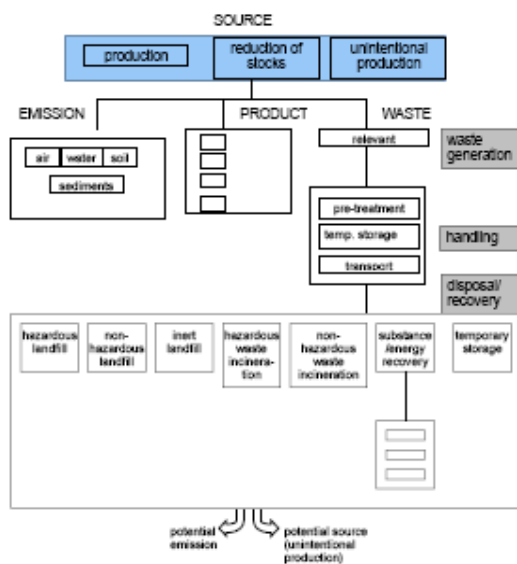 SOURCE
production
reduction of
stocks
unintentional
production
EMISSION
PRODUCT
WASTE
air water soil
sediments
relevant
waste
generation
pre-treatment
temp. storage
transport
handling
disposal/
recovery
hazardous
landfill
non-
hazardous
landfill
inert
landfill
hazardous
waste
incinera-
tion
non-
hazardous
waste
incineration
substance
/energy
recovery
temporary
storage
potential
emission
potential source
(unintentional
production)